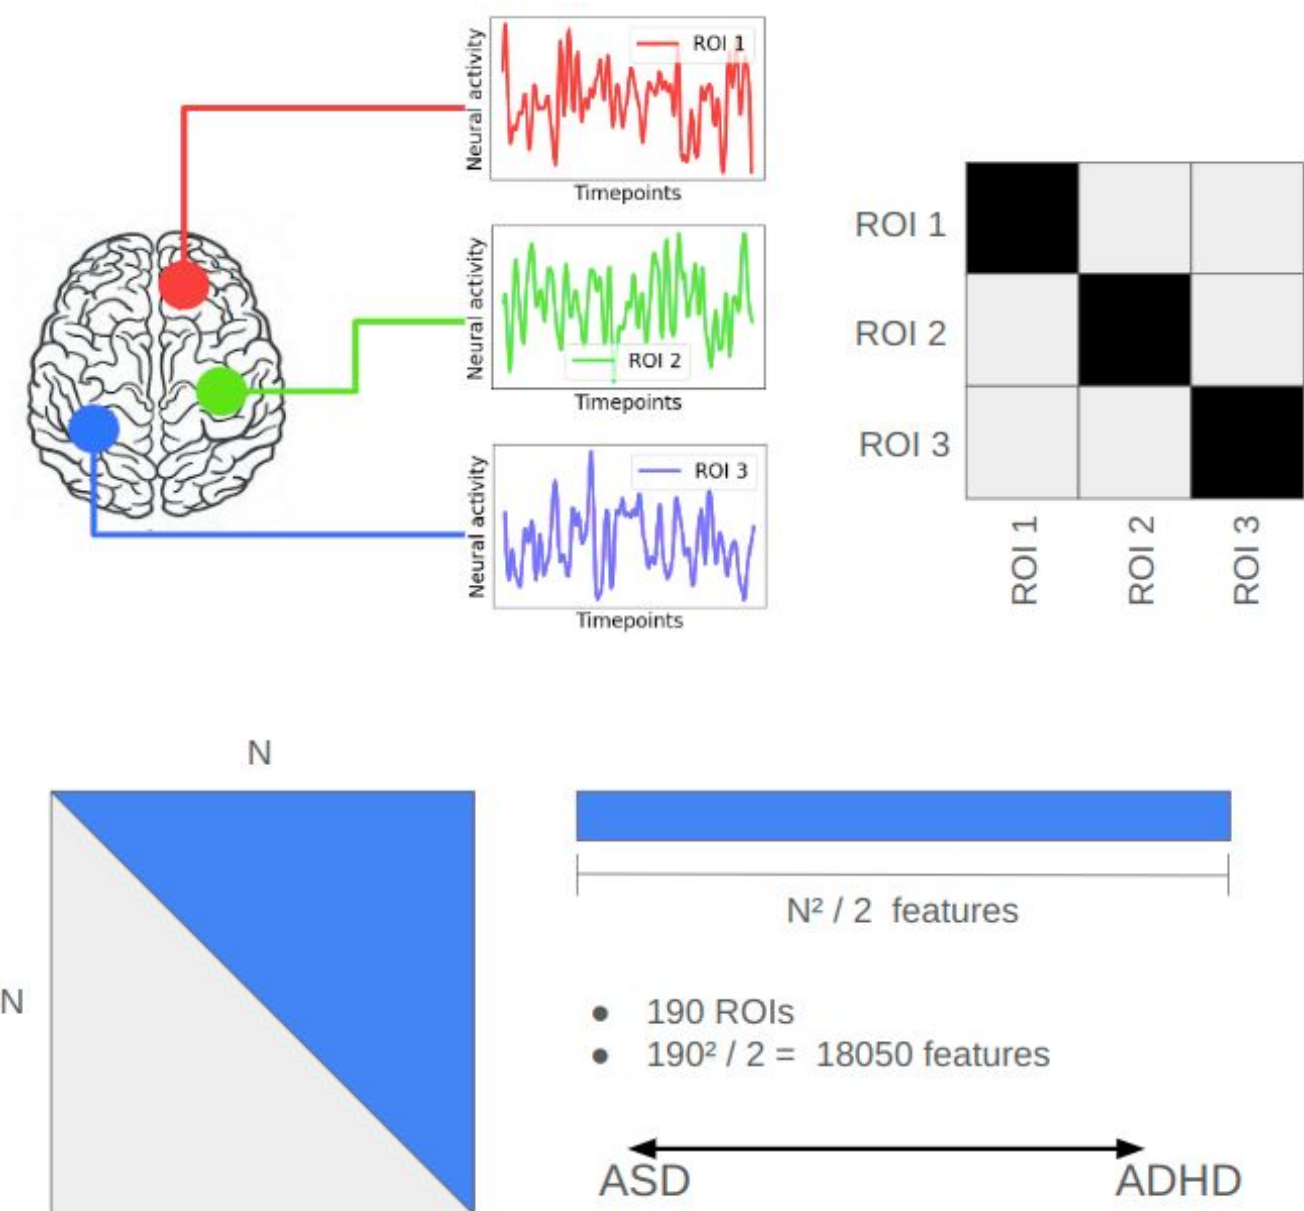 Neural activity
ROI 1
Timepoints
Neural activity
ROI 2
Timepoints
Neural activity
ROI 3
Timepoints
ROI 1
ROI 2
ROI 3
ROI 1
ROI 2
ROI 3
N
N
N² / 2 features
● 190 ROIs
● 190² / 2 = 18050 features
ASD
ADHD